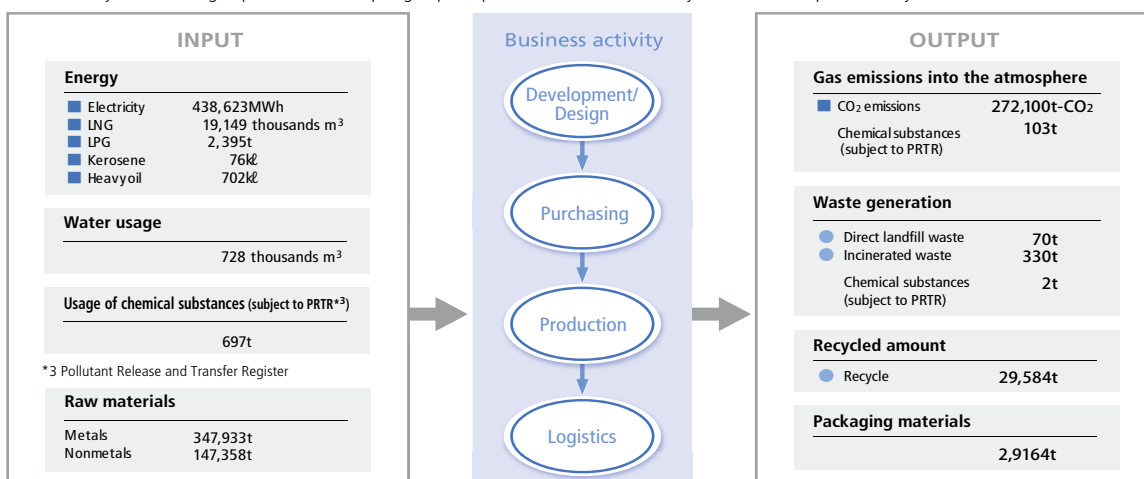 INPUT
Energy
Electricity 438,623MWh
LNG 19,149 thousands m3
LPG 2,395t
Kerosene 76kℓ
Heavyoil 702kℓ
Water usage
728 thousands m3
Usage of chemical substances (subject to PRTR*3)
697t
*3 Pollutant Release and Transfer Register
Raw materials
Metals 347,933t
Nonmetals 147,358t
Business activity
Development/
Design
Purchasing
Production
Logistics
OUTPUT
Gas emissions into the atmosphere
CO2 emissions 272,100t-CO2
Chemical substances 103t
(subject to PRTR)
Waste generation
Direct landfill waste 70t
Incinerated waste 330t
Chemical substances 2t
(subject to PRTR)
Recycled amount
Recycle 29,584t
Packaging materials
2,9164t